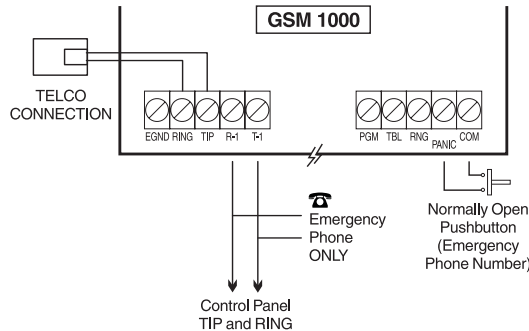 GSM 1000
TELCO
CONNECTION
EGND RING TIP R-1 T-1
PGM TBL RNG PANIC COM
Emergency
Phone
ONLY
Normally Open
Pushbutton
(Emergency
Phone Number)
Control Panel
TIP and RING